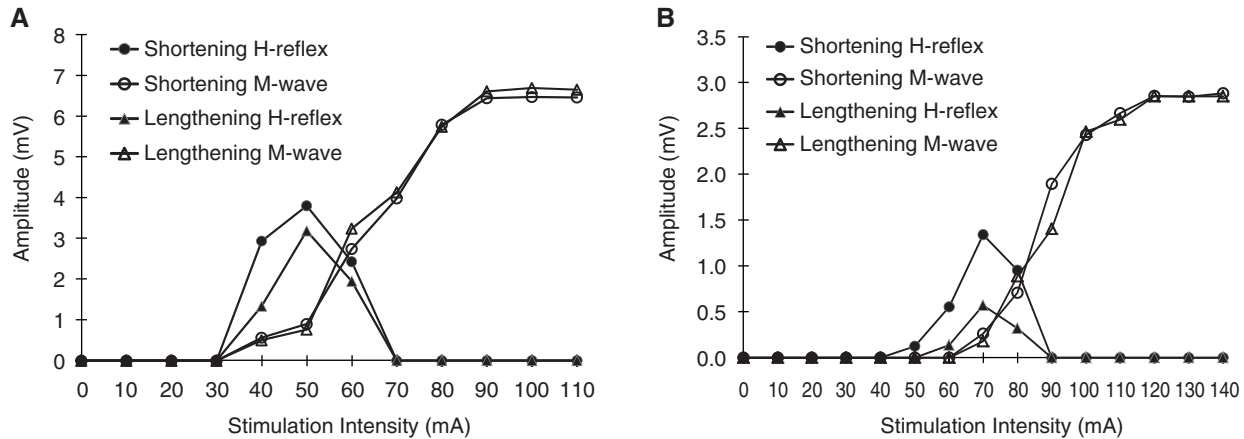 A
8
7
6
5
4
3
2
1
0
Amplitude (mV)
Shortening H-reflex
Shortening M-wave
Lengthening H-reflex
Lengthening M-wave
0 10 20 30 40 50 60 70 80 90 100 110
Stimulation Intensity (mA)
B
3.5
3.0
2.5
2.0
1.5
1.0
0.5
0.0
Amplitude (mV)
Shortening H-reflex
Shortening M-wave
Lengthening H-reflex
Lengthening M-wave
0 10 20 30 40 50 60 70 80 90 100 110 120 130 140
Stimulation Intensity (mA)